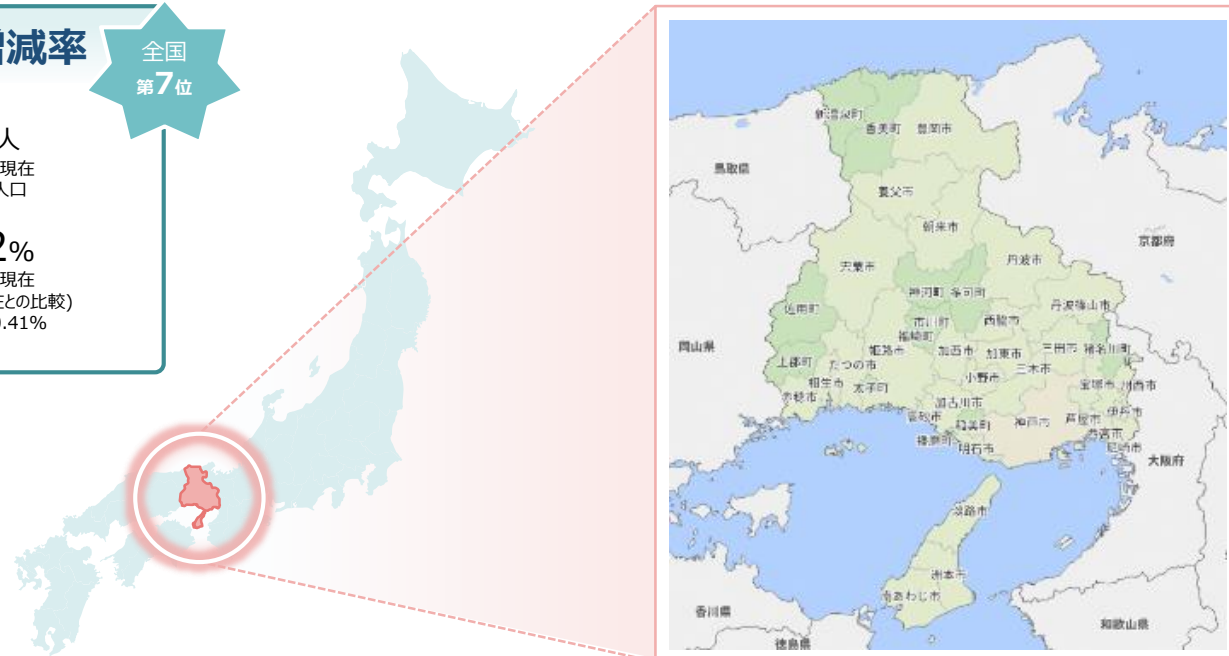 増減率
全国
第7位
人
現在
人口
2%
現在
在との比較)
.41%
新温泉町
香美町
豊岡市
鳥取県
養父市
朝来市
京都府
宍粟市
丹波市
神河町
多可町
佐用町
丹波篠山市
市川町
西脇市
福崎町
岡山県
姫路市
加西市
加東市
三田市
猪名川町
上郡町
たつの市
三木市
相生市
太子町
小野市
宝塚市
川西市
赤穂市
加古川市
高砂市
稲美町
神戸市
芦屋市
伊丹市
西宮市
播磨町
明石市
尼崎市
大阪府
淡路市
洲本市
南あわじ市
香川県
和歌山県
徳島県